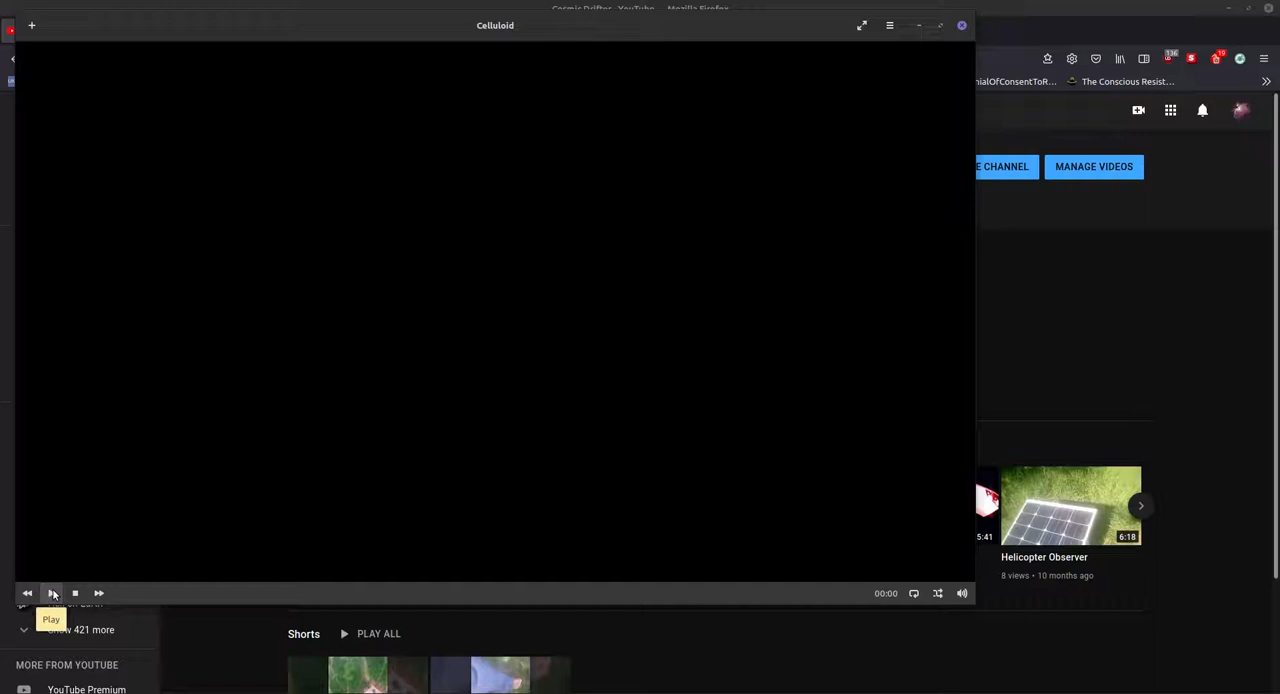 Cosmic Drifter - YouTube — Mozilla Firefox
Celluloid
136
19
nialOfConsentToR...
The Conscious Resist...
E CHANNEL
MANAGE VIDEOS
5:41
6:18
Helicopter Observer
8 views • 10 months ago
00:00
Play
Show 421 more
Shorts
PLAY ALL
MORE FROM YOUTUBE
YouTube Premium